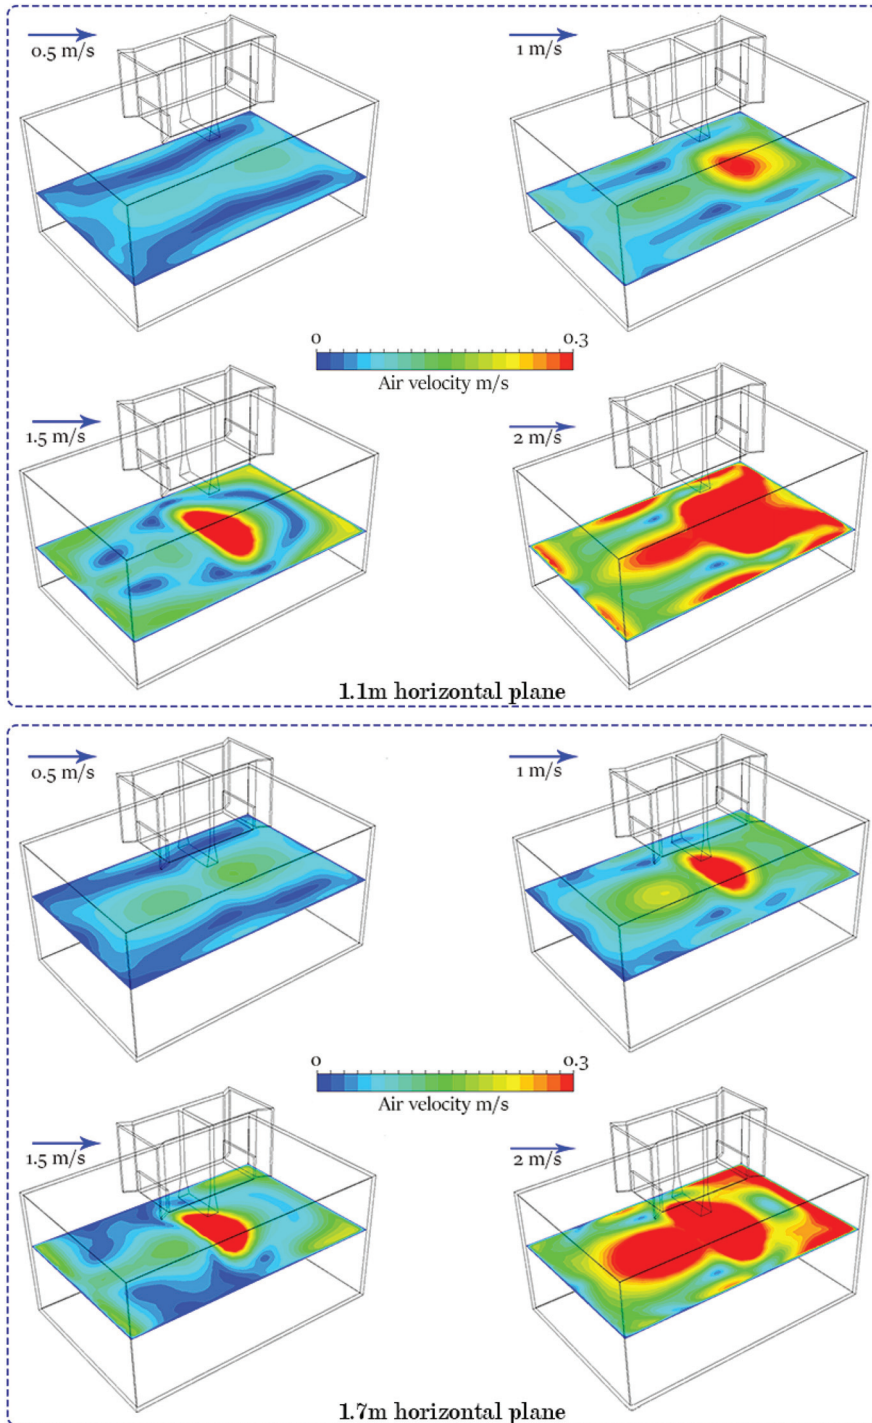 0.5 m/s
1 m/s
0 0.3
Air velocity m/s
1.5 m/s
2 m/s
1.1m horizontal plane
0.5 m/s
1 m/s
0 0.3
Air velocity m/s
1.5 m/s
2 m/s
1.7m horizontal plane